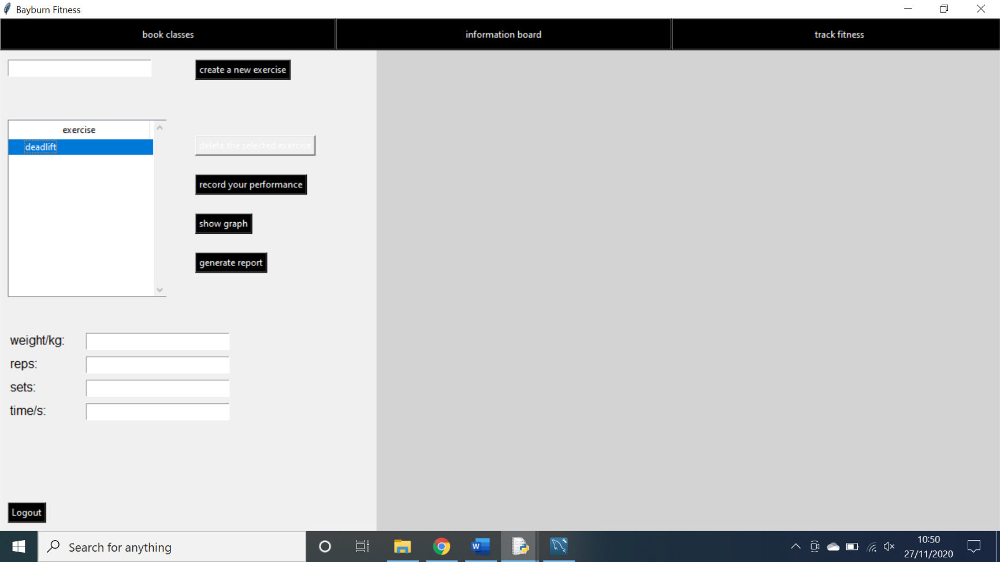 Bayburn Fitness
book classes
information board
track fitness
create a new exercise
exercise
deadlift
delete the selected exercise
record your performance
show graph
generate report
weight/kg:
reps:
sets:
time/s:
Logout
Search for anything
10:50
27/11/2020